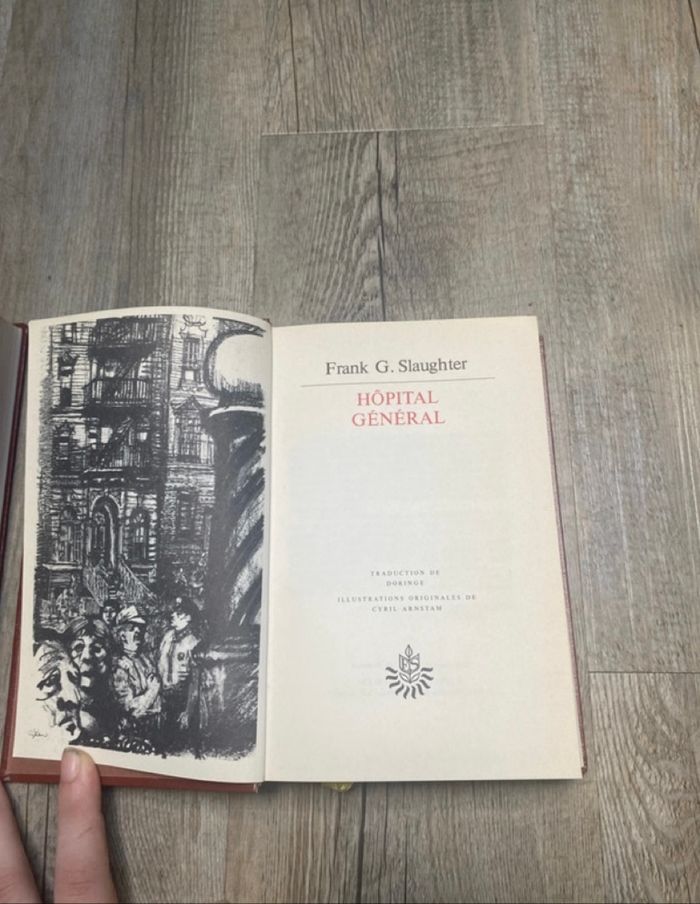 Frank G. Slaughter
HÔPITAL
GÉNÉRAL
TRADUCTION DE
DORINGE
ILLUSTRATIONS ORIGINALES DE
CYRIL ARNSTAM